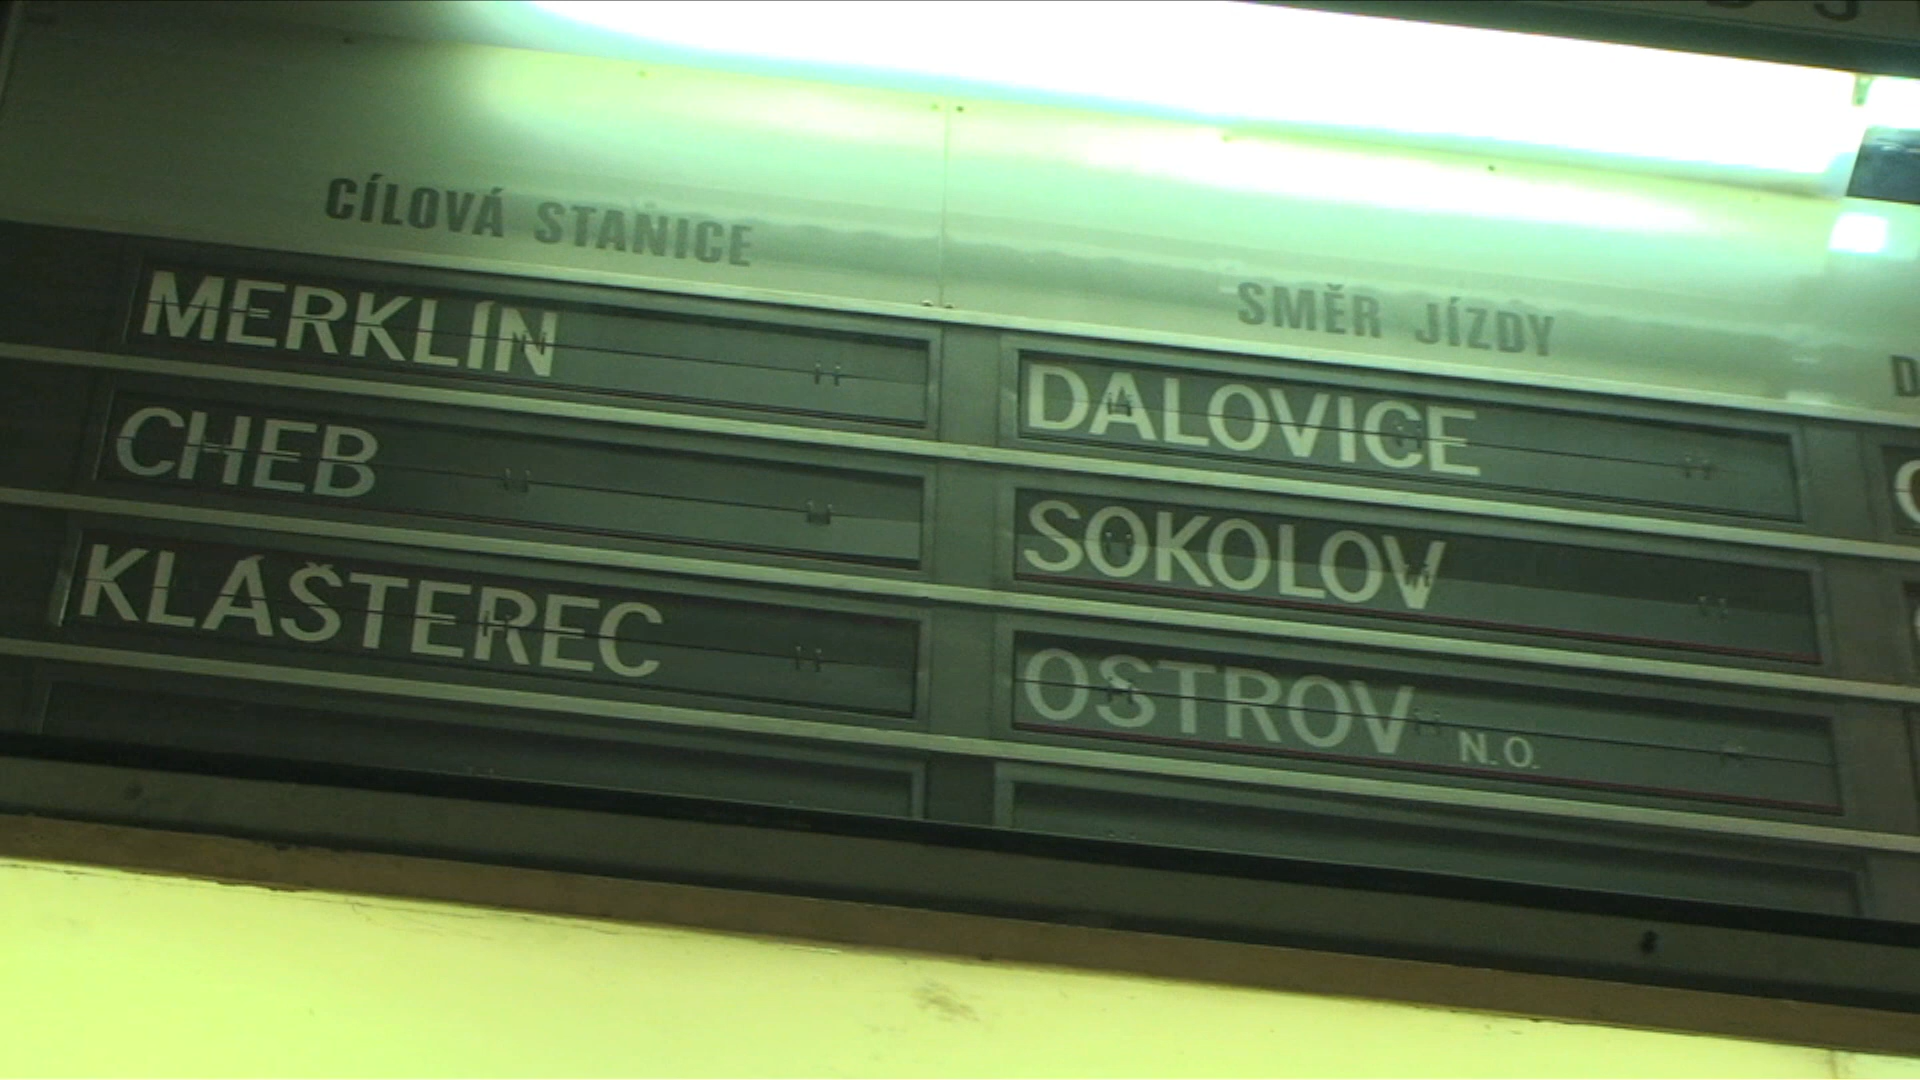 CÍLOVÁ STANICE
SMĚR JÍZDY
MERKLÍN
DALOVICE
CHEB
SOKOLOV
KLÁŠTEREC
OSTROV N.O.